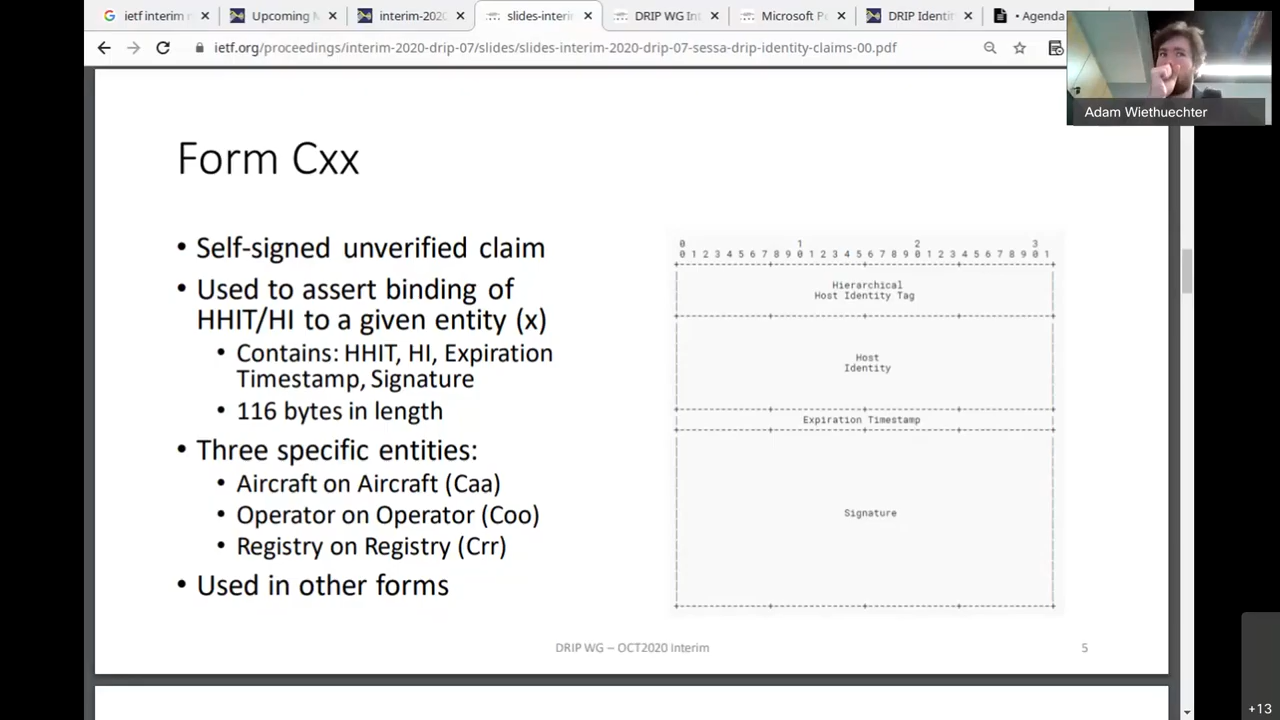 ietf interim
Upcoming M
interim-202
slides-interi
DRIP WG Int
Microsoft P
DRIP Identit
• Agenda
ietf.org/proceedings/interim-2020-drip-07/slides/slides-interim-2020-drip-07-sessa-drip-identity-claims-00.pdf
Adam Wiethuechter
Form Cxx
• Self-signed unverified claim
• Used to assert binding of
HHIT/HI to a given entity (x)
• Contains: HHIT, HI, Expiration
Timestamp, Signature
• 116 bytes in length
• Three specific entities:
• Aircraft on Aircraft (Caa)
• Operator on Operator (Coo)
• Registry on Registry (Crr)
• Used in other forms
0 1 2 3
0 1 2 3 4 5 6 7 8 9 0 1 2 3 4 5 6 7 8 9 0 1 2 3 4 5 6 7 8 9 0 1
Hierarchical
Host Identity Tag
Host
Identity
Expiration Timestamp
Signature
DRIP WG – OCT2020 interim
5
+13